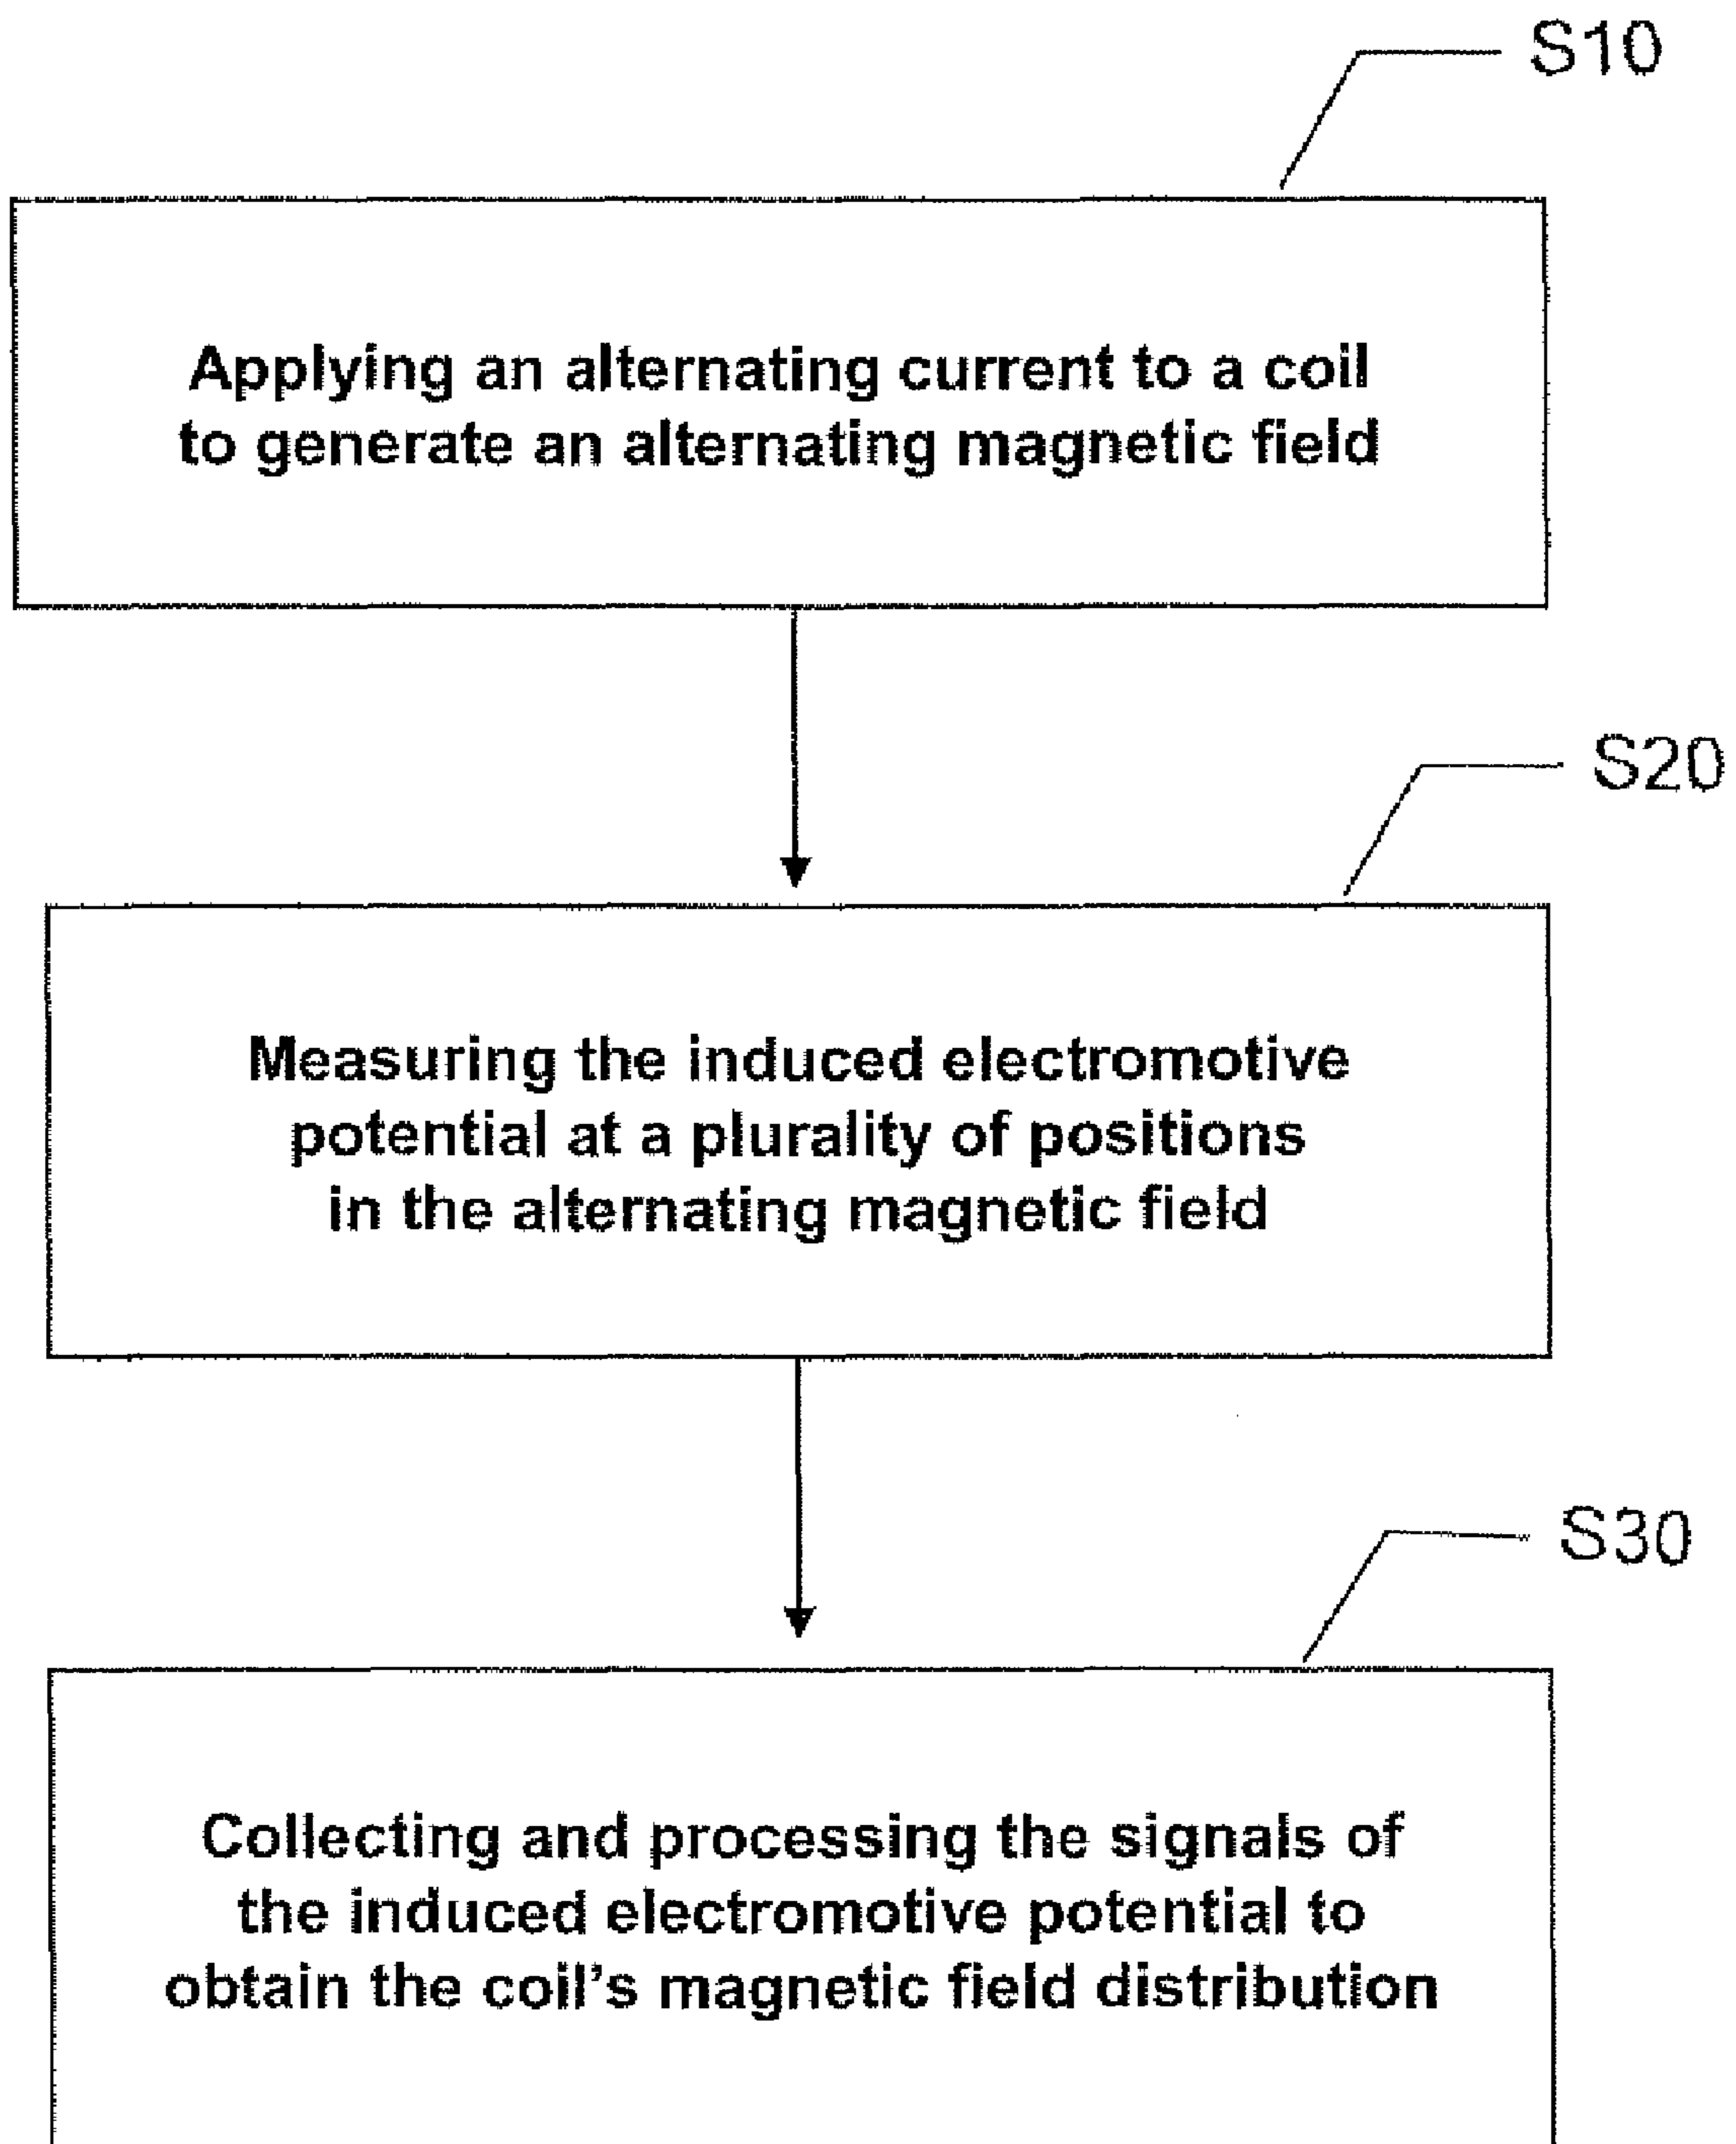 S10
Applying an alternating current to a coil
to generate an alternating magnetic field
S20
Measuring the induced electromotive
potential at a plurality of positions
in the alternating magnetic field
S30
Collecting and processing the signals of
the induced electromotive potential to
obtain the coil's magnetic field distribution